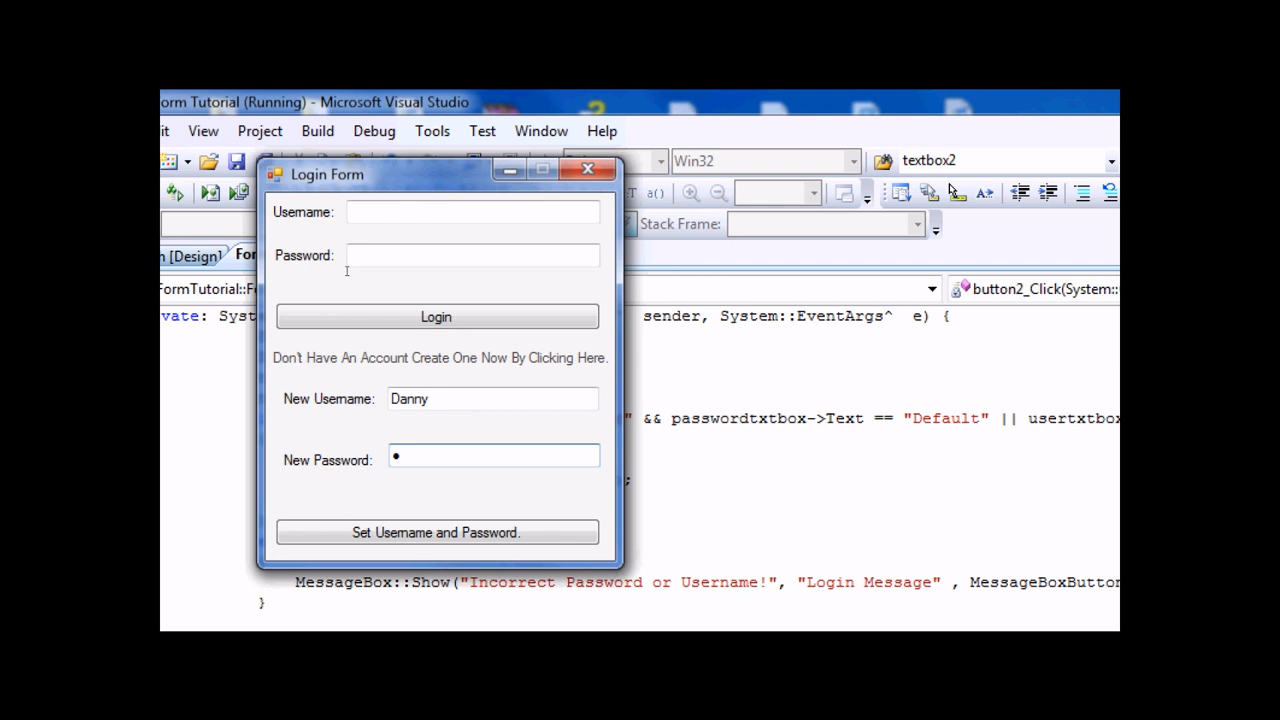 orm Tutorial (Running) - Microsoft Visual Studio
it View Project Build Debug Tools Test Window Help
Win32 textbox2
Login Form
Username:
Stack Frame:
Password:
n [Design] For
FormTutorial::Fo button2_Click(System::
vate: Syst sender, System::EventArgs^ e) {
Login
Don't Have An Account Create One Now By Clicking Here.
New Username: Danny
" && passwordtxtbox->Text == "Default" || usertxtbox
New Password: ●
;
Set Username and Password.
MessageBox::Show("Incorrect Password or Username!", "Login Message" , MessageBoxButton
}